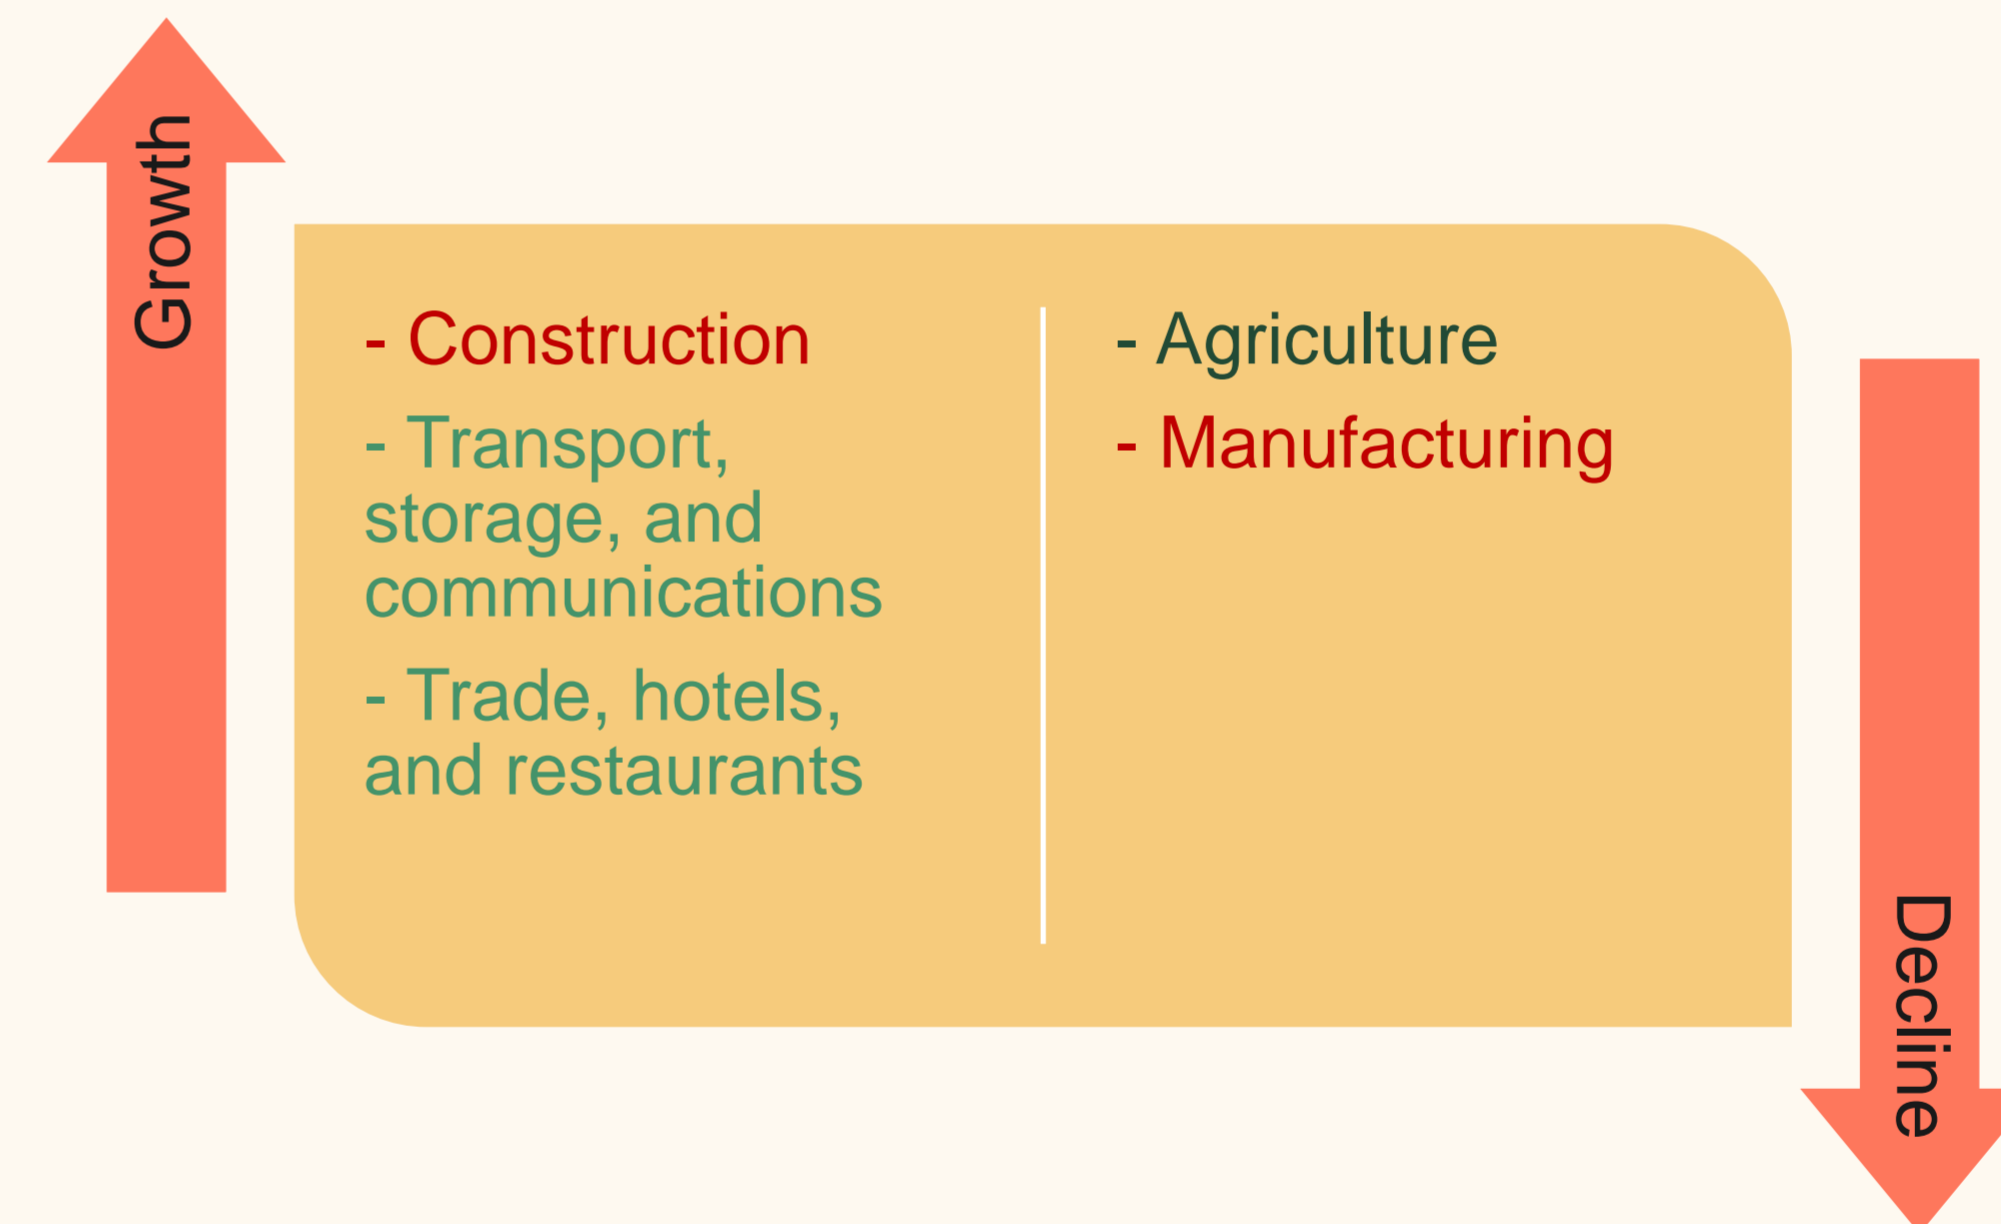 Growth
- Construction
- Transport,
storage, and
communications
- Trade, hotels,
and restaurants
- Agriculture
- Manufacturing
Decline